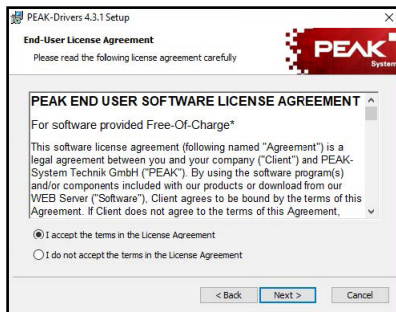 PEAK-Drivers 4.3.1 Setup
End-User License Agreement
Please read the following license agreement carefully
PEAK
System
PEAK END USER SOFTWARE LICENSE AGREEMENT
For software provided Free-Of-Charge*
This software license agreement (following named "Agreement") is a
legal agreement between you and your company ("Client") and PEAK-
System Technik GmbH ("PEAK"). By using the software program(s)
and/or components included with our products or download from our
WEB Server ("Software"), Client agrees to be bound by the terms of this
Agreement. If Client does not agree to the terms of this Agreement,
I accept the terms in the License Agreement
I do not accept the terms in the License Agreement
< Back Next > Cancel